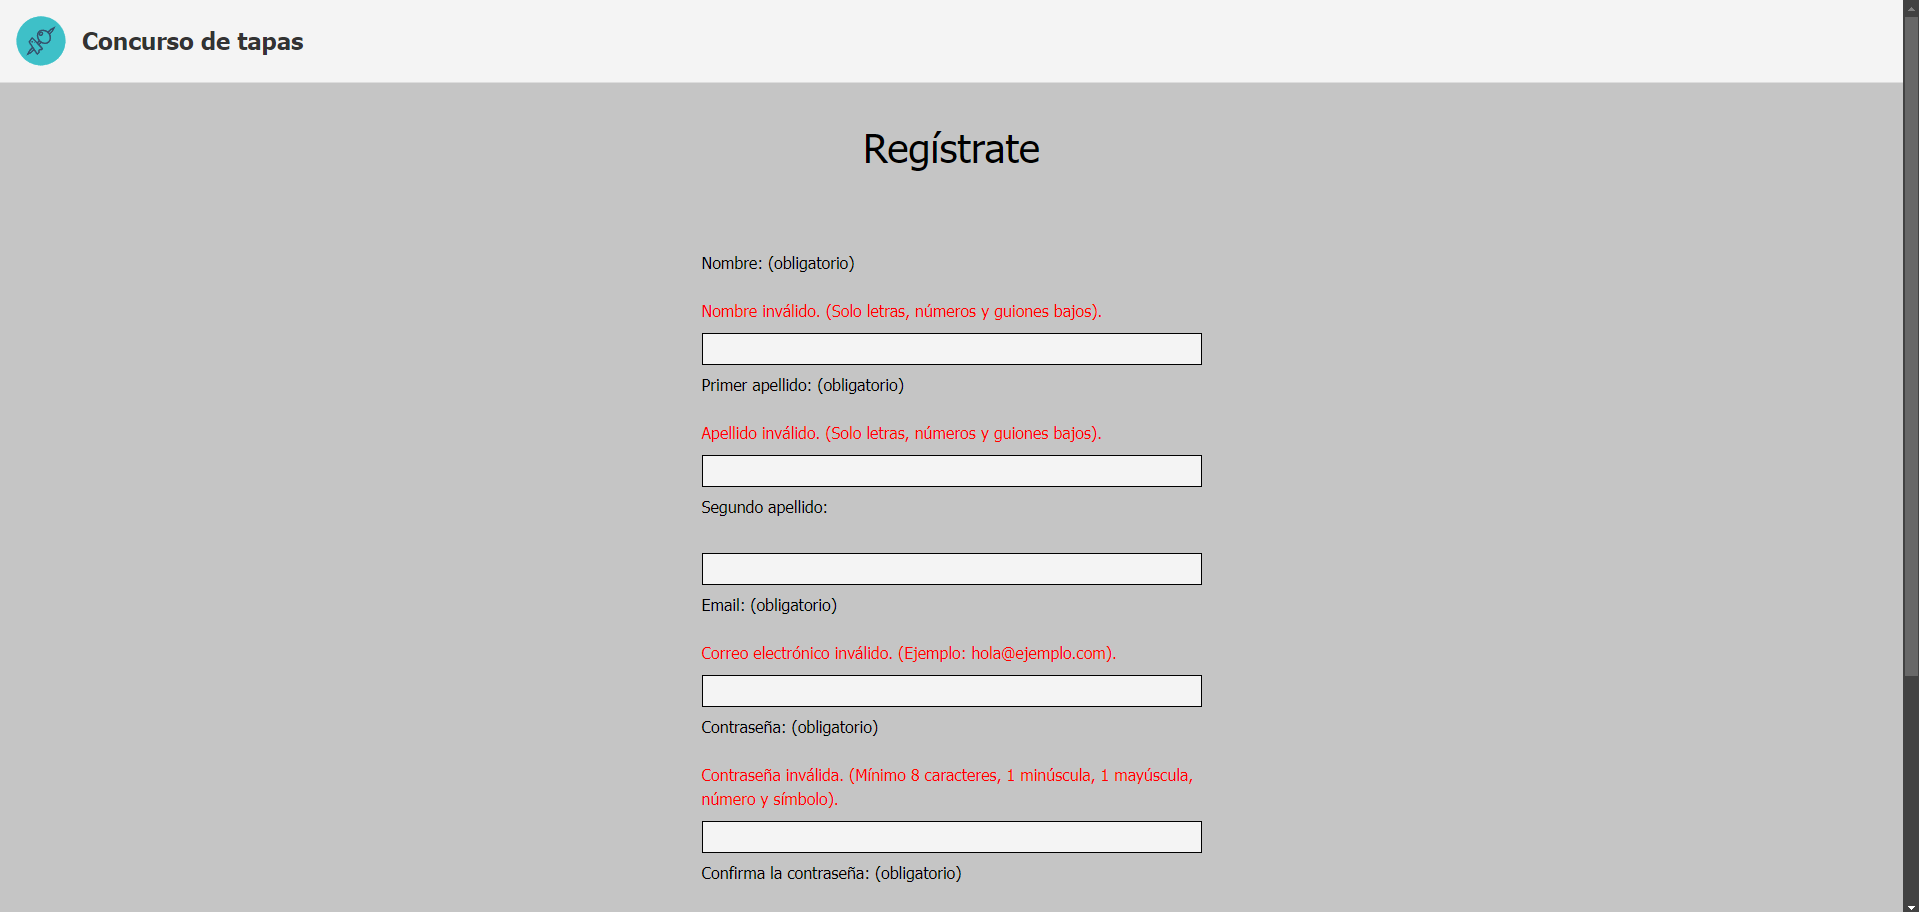 Concurso de tapas
Regístrate
Nombre: (obligatorio)
Nombre inválido. (Solo letras, números y guiones bajos).
Primer apellido: (obligatorio)
Apellido inválido. (Solo letras, números y guiones bajos).
Segundo apellido:
Email: (obligatorio)
Correo electrónico inválido. (Ejemplo: hola@ejemplo.com).
Contraseña: (obligatorio)
Contraseña inválida. (Mínimo 8 caracteres, 1 minúscula, 1 mayúscula,
número y símbolo).
Confirma la contraseña: (obligatorio)